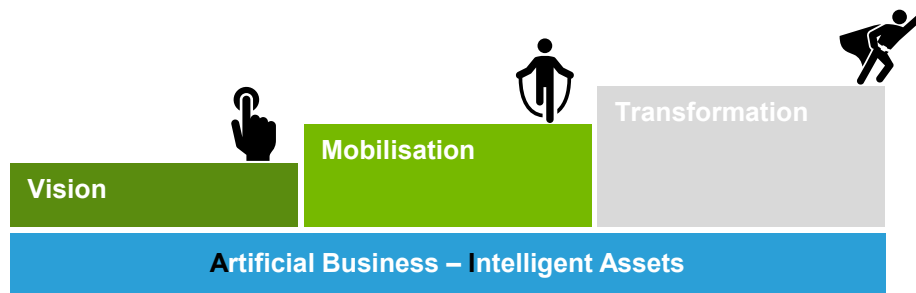 Transformation
Mobilisation
Vision
Artificial Business – Intelligent Assets